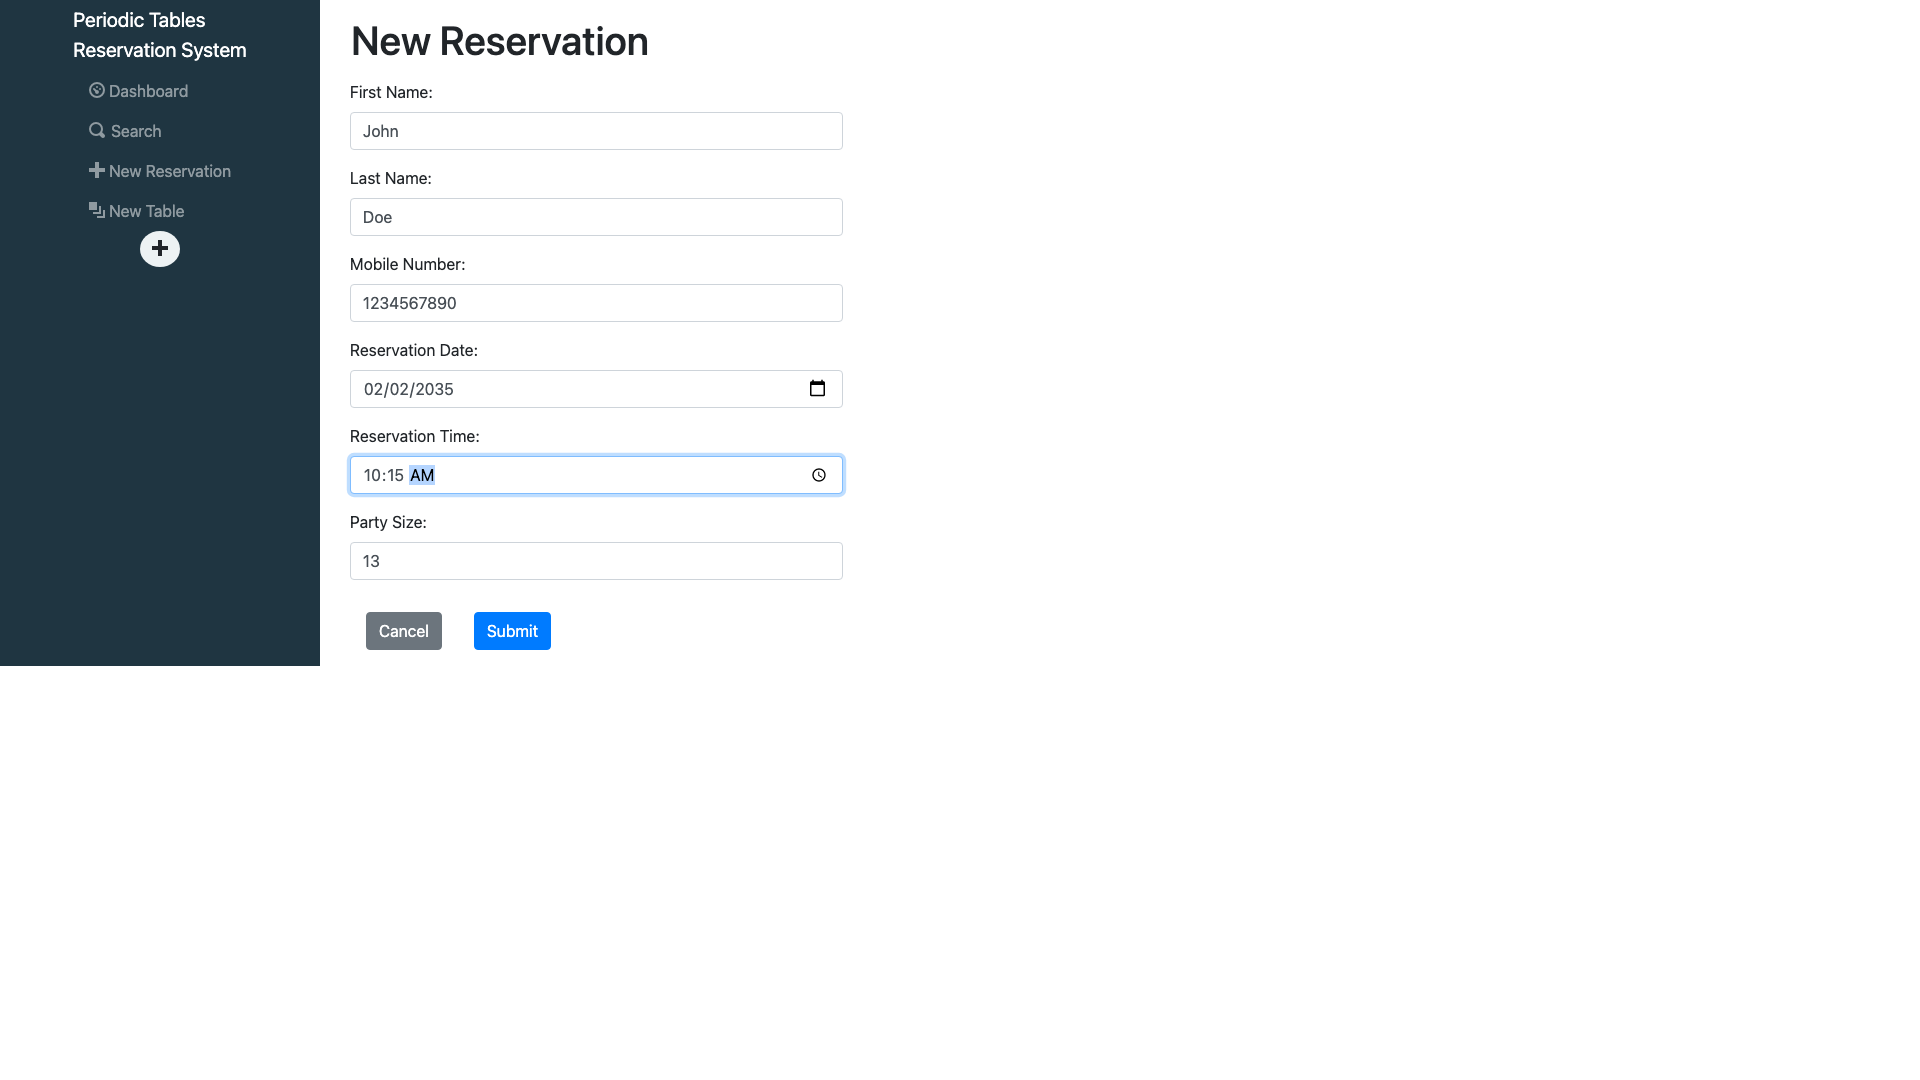 Periodic Tables
Reservation System
Dashboard
Search
New Reservation
New Table
New Reservation
First Name:
John
Last Name:
Doe
Mobile Number:
1234567890
Reservation Date:
02/02/2035
Reservation Time:
10:15 AM
Party Size:
13
Cancel Submit